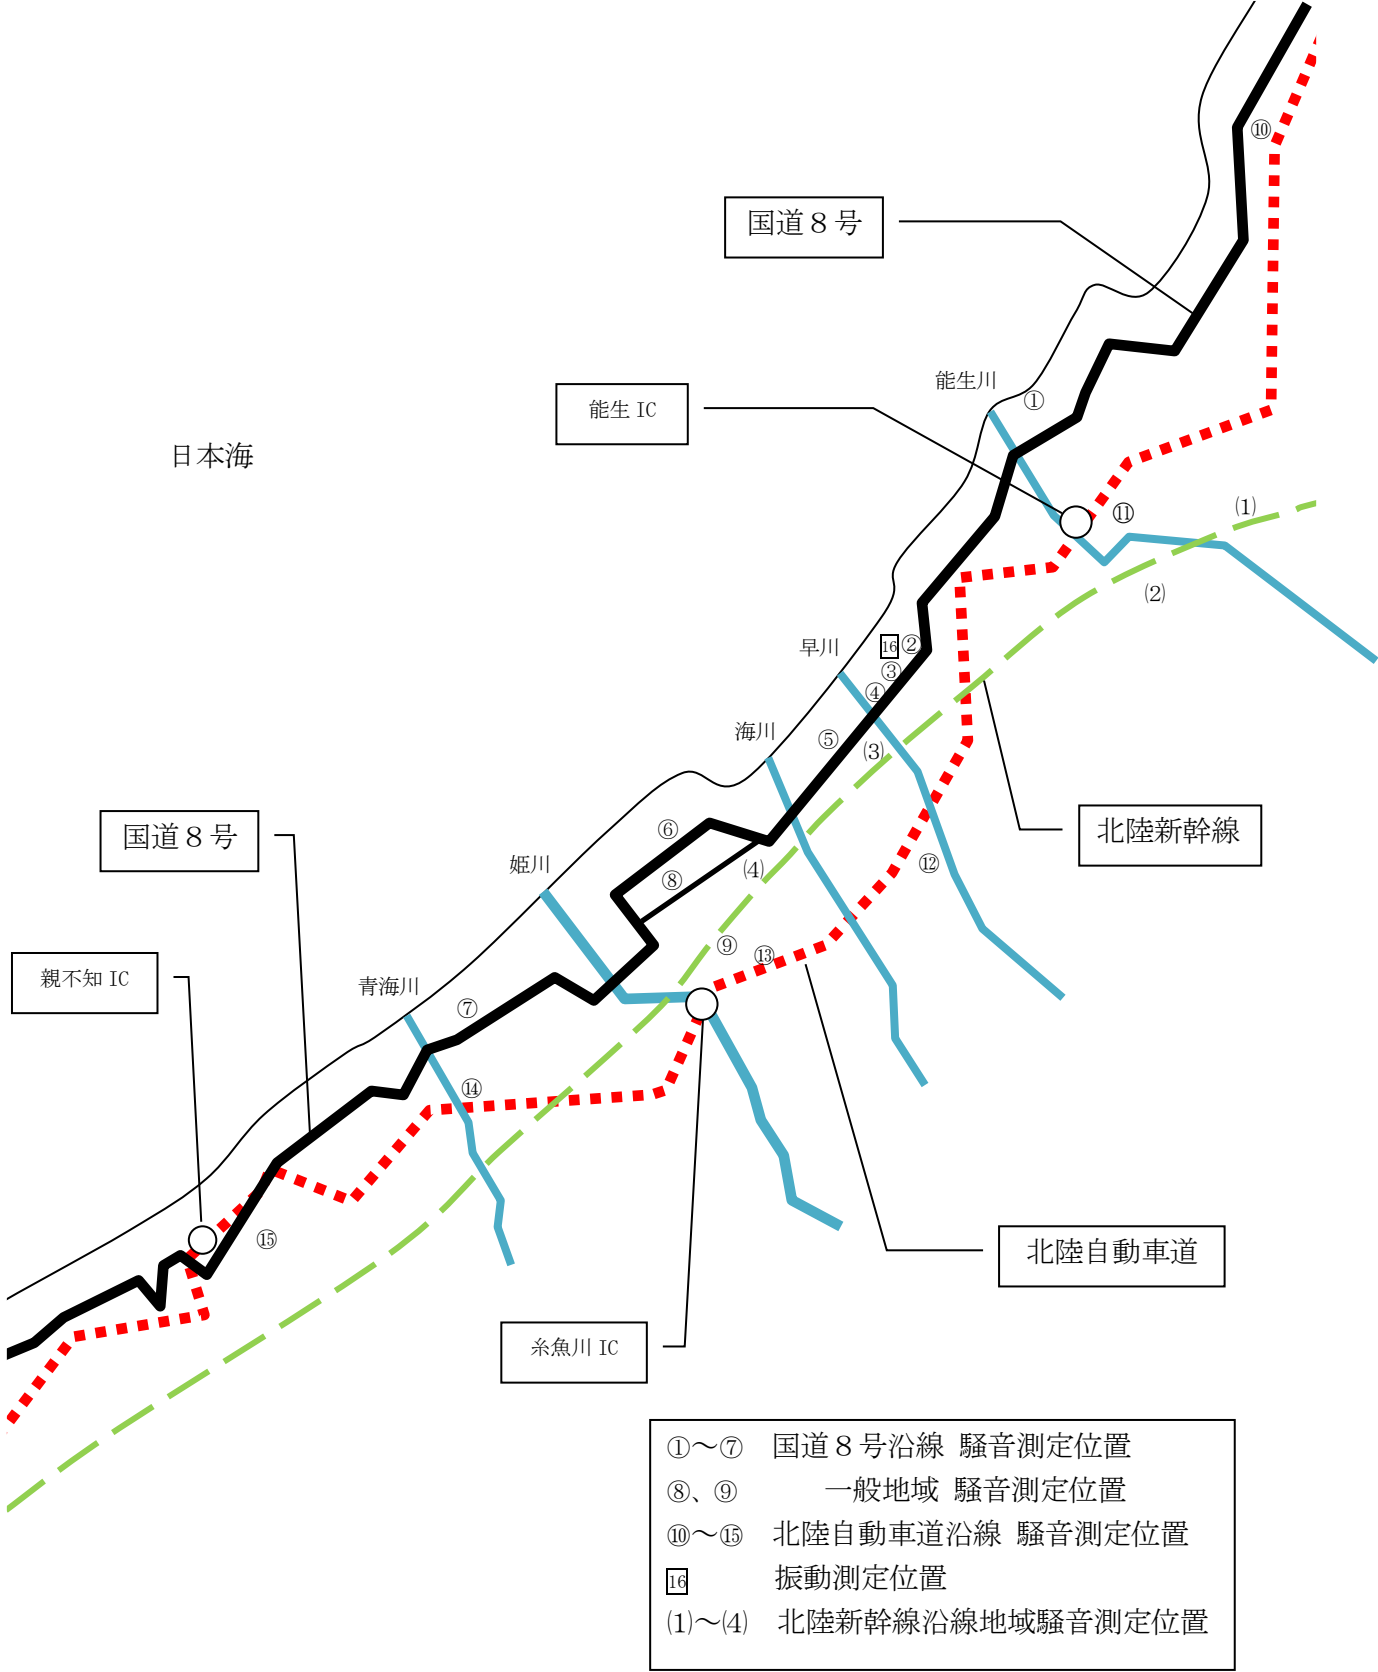 ⑩
国道８号
能生川
①
能生 IC
日本海
(1)
⑪
(2)
早川
16
②
③
④
海川
⑤
(3)
国道８号
⑥
北陸新幹線
姫川
⑧
(4)
⑫
⑨
⑬
親不知 IC
青海川
⑦
⑭
⑮
北陸自動車道
糸魚川 IC
①～⑦ 国道８号沿線 騒音測定位置
⑧、⑨ 一般地域 騒音測定位置
⑩～⑮ 北陸自動車道沿線 騒音測定位置
16 振動測定位置
(1)～(4) 北陸新幹線沿線地域騒音測定位置